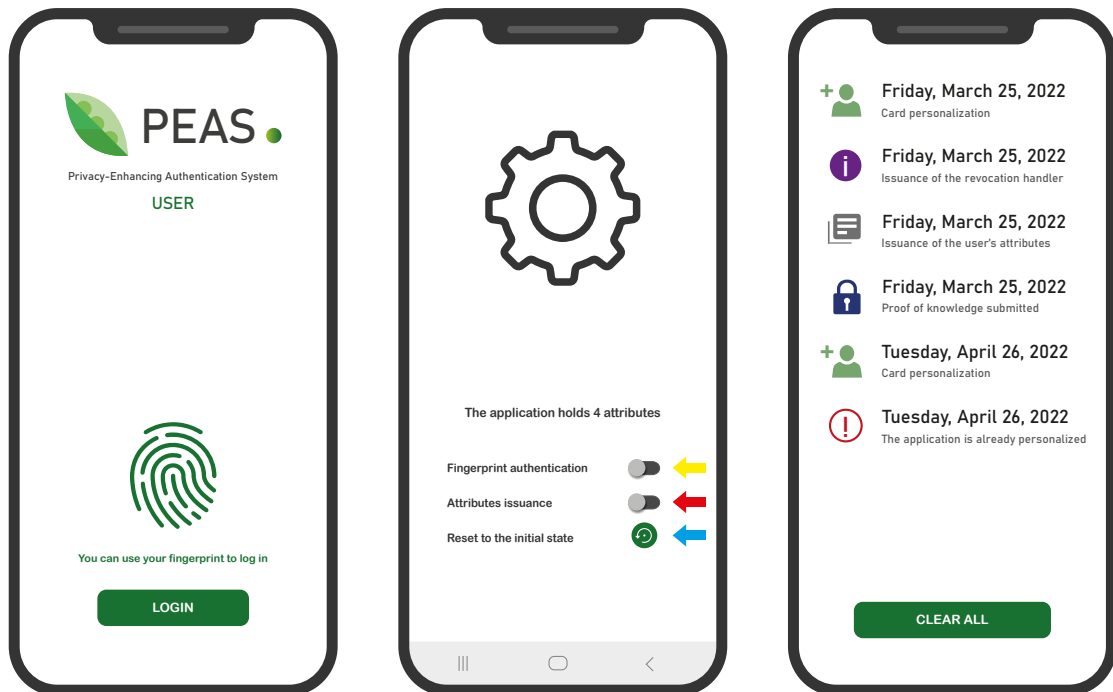 PEAS
Privacy-Enhancing Authentication System
USER
You can use your fingerprint to log in
LOGIN
The application holds 4 attributes
Fingerprint authentication
Attributes issuance
Reset to the initial state
Friday, March 25, 2022
Card personalization
Friday, March 25, 2022
Issuance of the revocation handler
Friday, March 25, 2022
Issuance of the user's attributes
Friday, March 25, 2022
Proof of knowledge submitted
Tuesday, April 26, 2022
Card personalization
Tuesday, April 26, 2022
The application is already personalized
CLEAR ALL